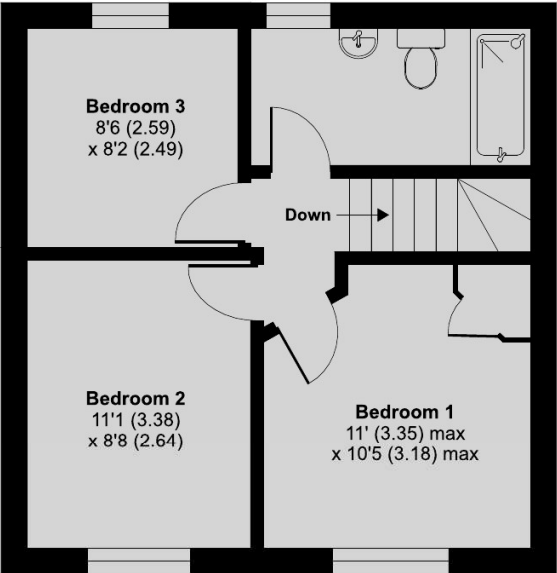 Bedroom 3
8'6 (2.59)
x 8'2 (2.49)
Down
Bedroom 2
11'1 (3.38)
x 8'8 (2.64)
Bedroom 1
11' (3.35) max
x 10'5 (3.18) max